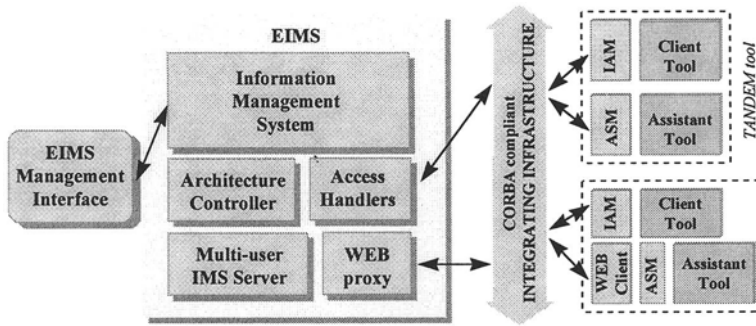 EIMS
Information
Management
System
EIMS
Management
Interface
Architecture
Controller
Access
Handlers
Multi-user
IMS Server
WEB
proxy
CORBA compliant
INTEGRATING INFRASTRUCTURE
IAM
Client
Tool
ASM
Assistant
Tool
TANDEM tool
IAM
Client
Tool
WEB
Client
ASM
Assistant
Tool